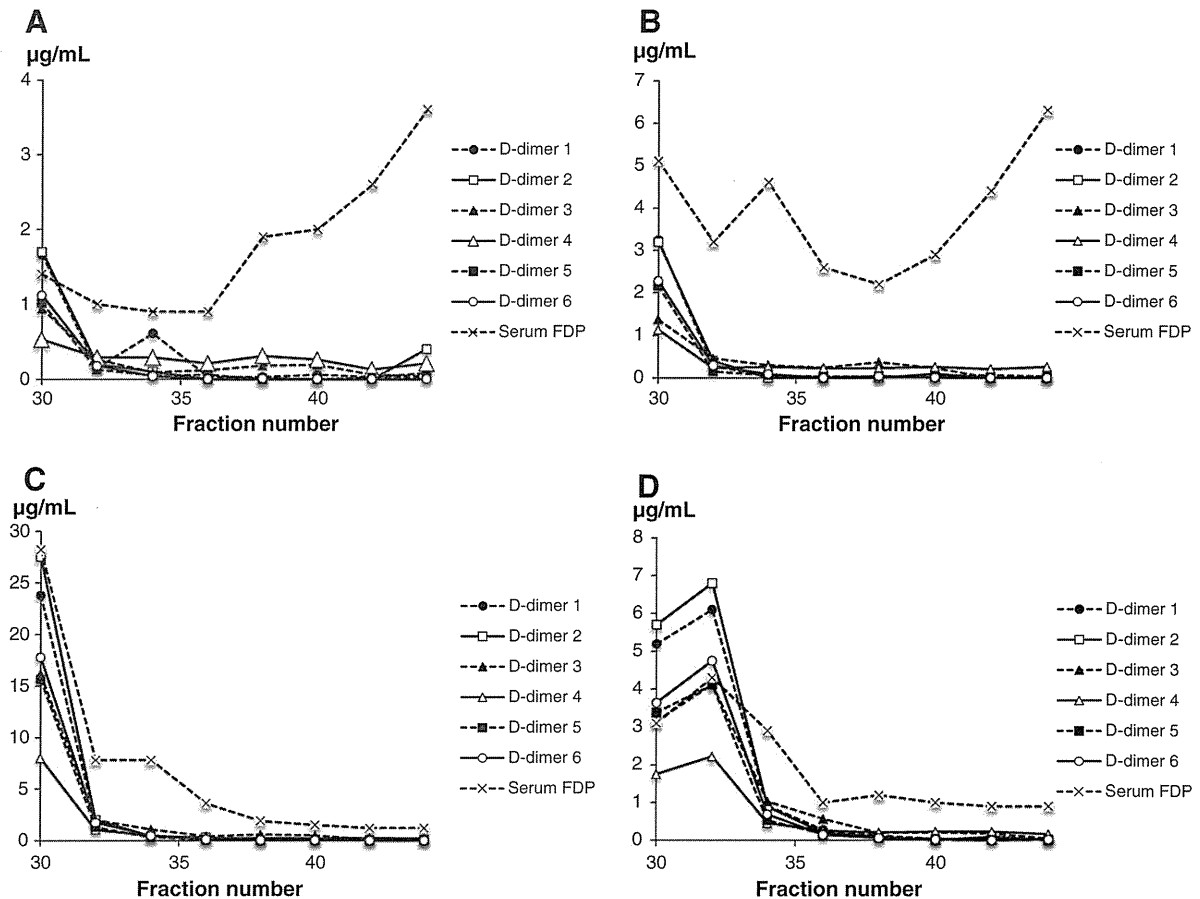 A
µg/mL
4
3
2
1
0
30
35
40
Fraction number
D-dimer 1
D-dimer 2
D-dimer 3
D-dimer 4
D-dimer 5
D-dimer 6
Serum FDP
B
µg/mL
7
6
5
4
3
2
1
0
30
35
40
Fraction number
D-dimer 1
D-dimer 2
D-dimer 3
D-dimer 4
D-dimer 5
D-dimer 6
Serum FDP
C
µg/mL
30
25
20
15
10
5
0
30
35
40
Fraction number
D-dimer 1
D-dimer 2
D-dimer 3
D-dimer 4
D-dimer 5
D-dimer 6
Serum FDP
D
µg/mL
8
7
6
5
4
3
2
1
0
30
35
40
Fraction number
D-dimer 1
D-dimer 2
D-dimer 3
D-dimer 4
D-dimer 5
D-dimer 6
Serum FDP